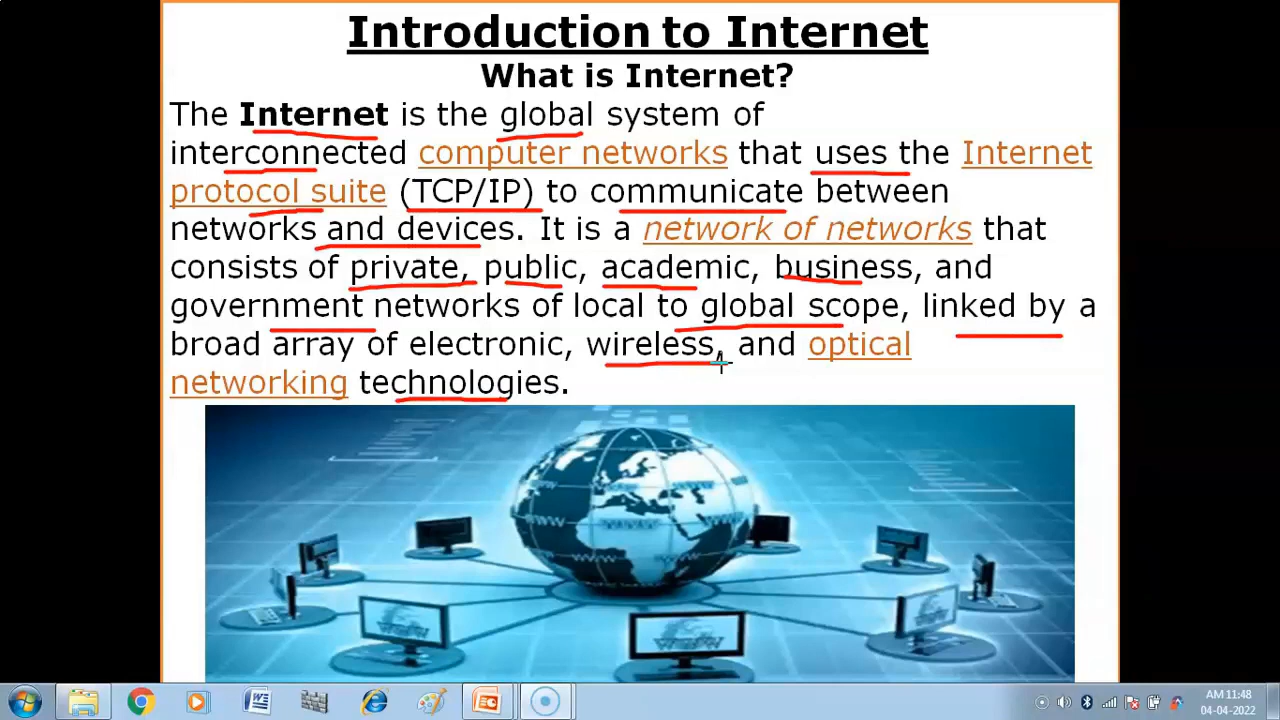 Introduction to Internet
What is Internet?
The Internet is the global system of
interconnected computer networks that uses the Internet
protocol suite (TCP/IP) to communicate between
networks and devices. It is a network of networks that
consists of private, public, academic, business, and
government networks of local to global scope, linked by a
broad array of electronic, wireless, and optical
networking technologies.
www
www
www
AM 11:48
04-04-2022